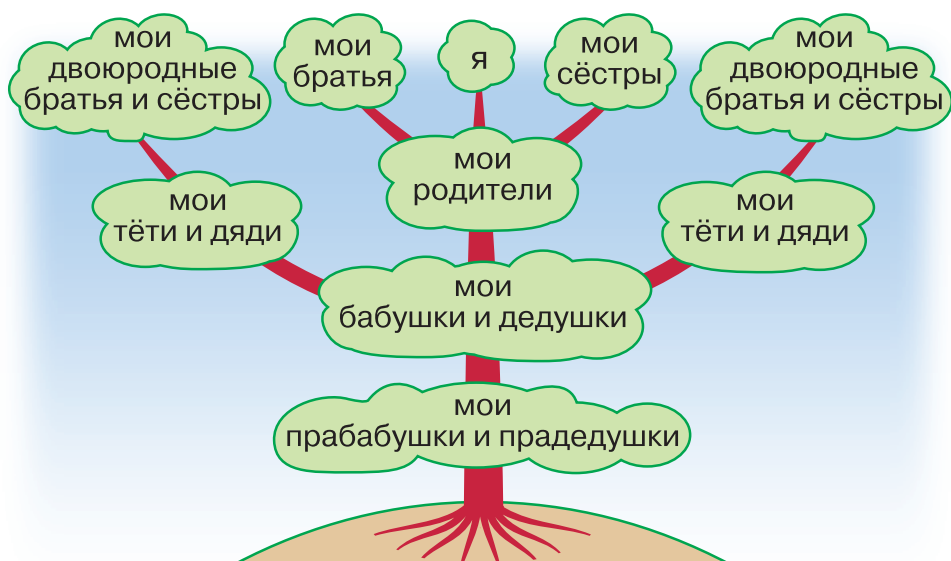 мои
двоюродные
братья и сёстры
мои
братья
я
мои
сёстры
мои
двоюродные
братья и сёстры
мои
тёти и дяди
мои
родители
мои
тёти и дяди
мои
бабушки и дедушки
мои
прабабушки и прадедушки